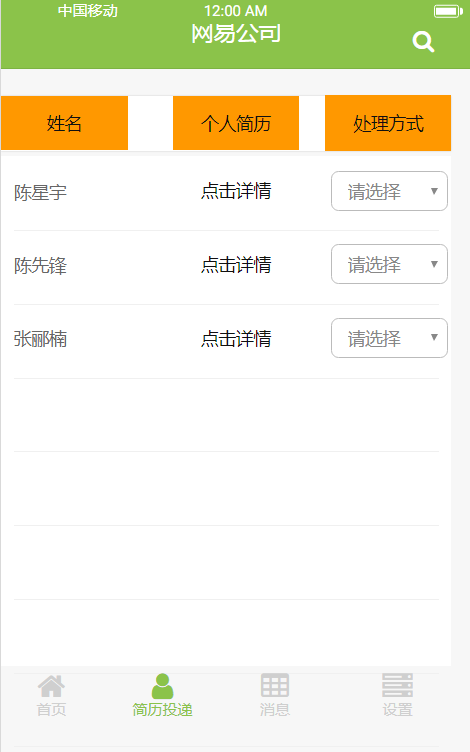 中国移动 12:00 AM
网易公司
姓名 个人简历 处理方式
陈星宇 点击详情 请选择
陈先锋 点击详情 请选择
张郦楠 点击详情 请选择
首页 简历投递 消息 设置